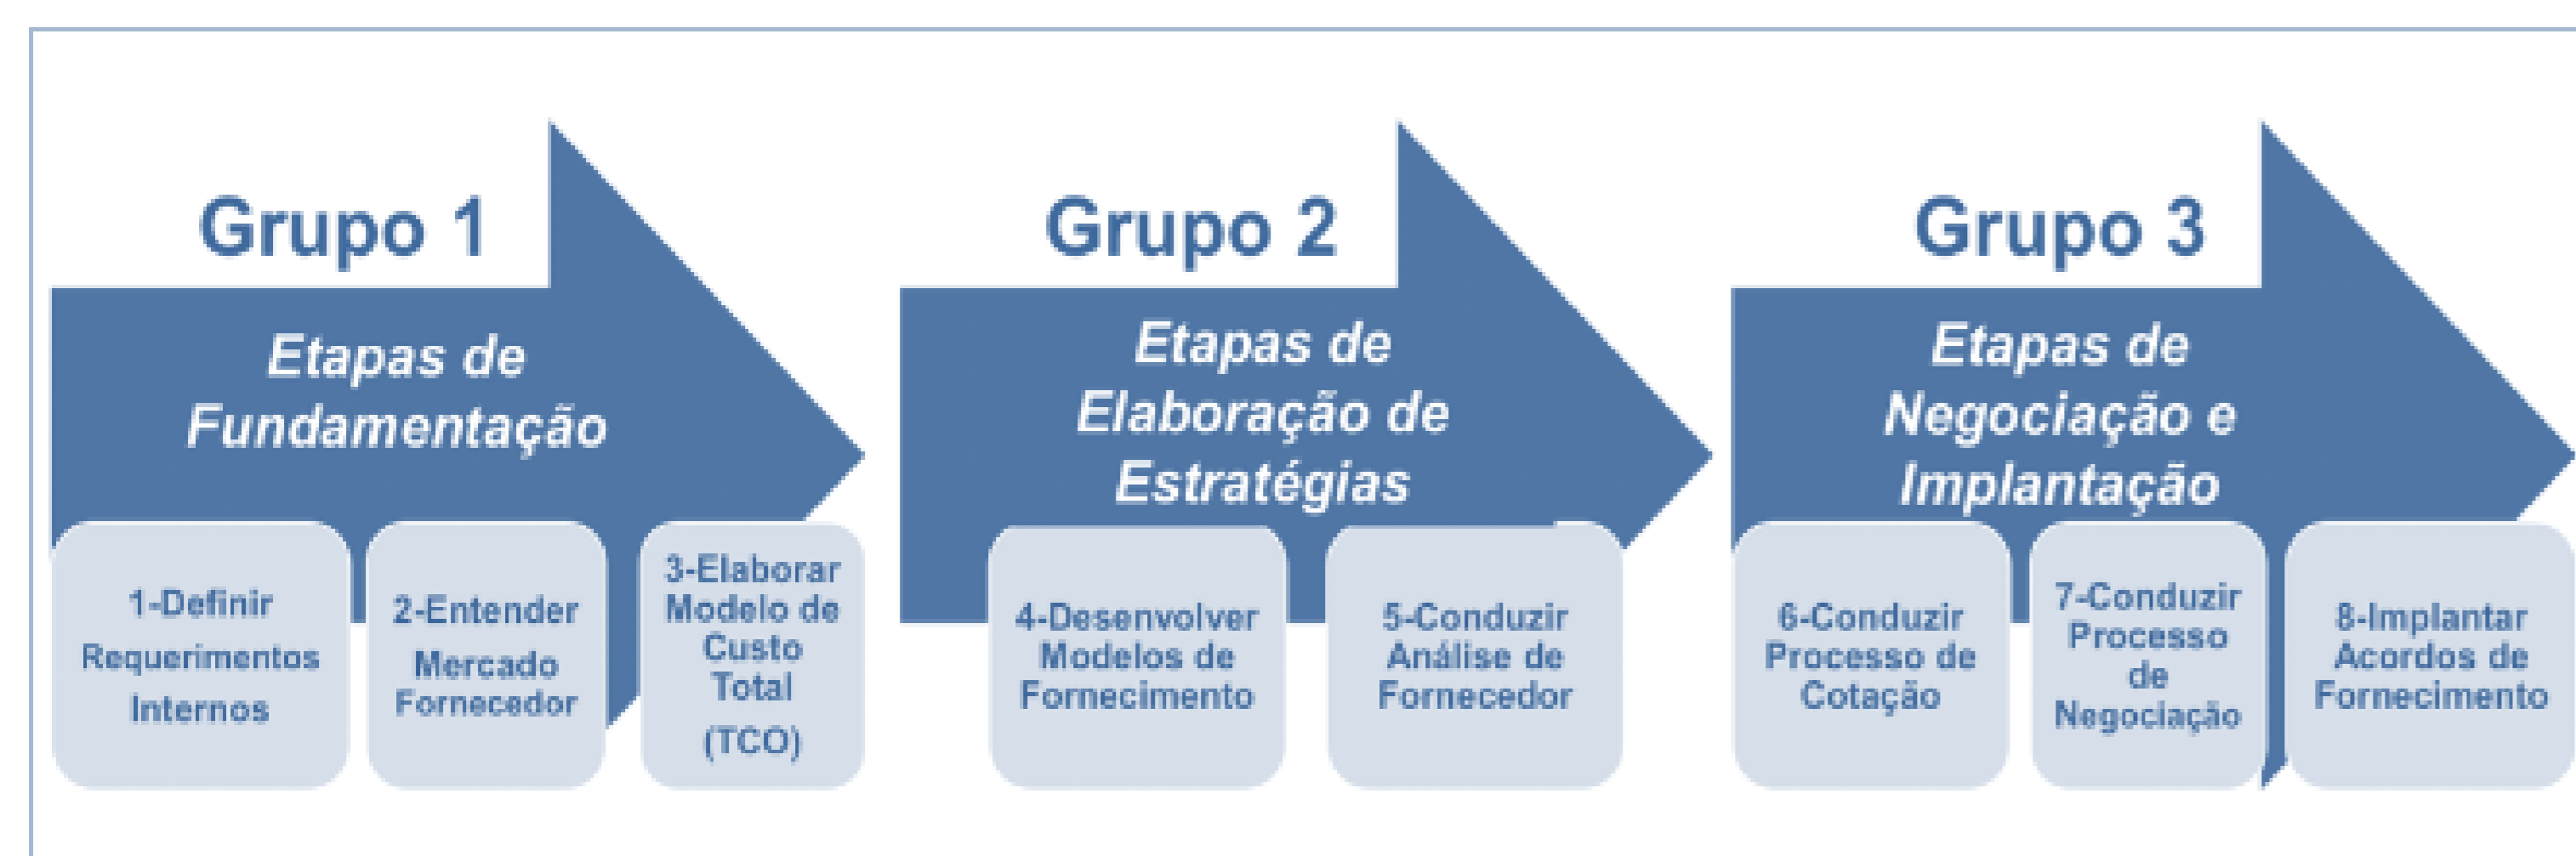 Grupo 1
Etapas de
Fundamentação
1-Definir
Requerimentos
Internos
2-Entender
Mercado
Fornecedor
3-Elaborar
Modelo de
Custo
Total
(TCO)
Grupo 2
Etapas de
Elaboração de
Estratégias
4-Desenvolver
Modelos de
Fornecimento
5-Conduzir
Análise de
Fornecedor
Grupo 3
Etapas de
Negociação e
Implantação
6-Conduzir
Processo de
Cotação
7-Conduzir
Processo
de
Negociação
8-Implantar
Acordos de
Fornecimento